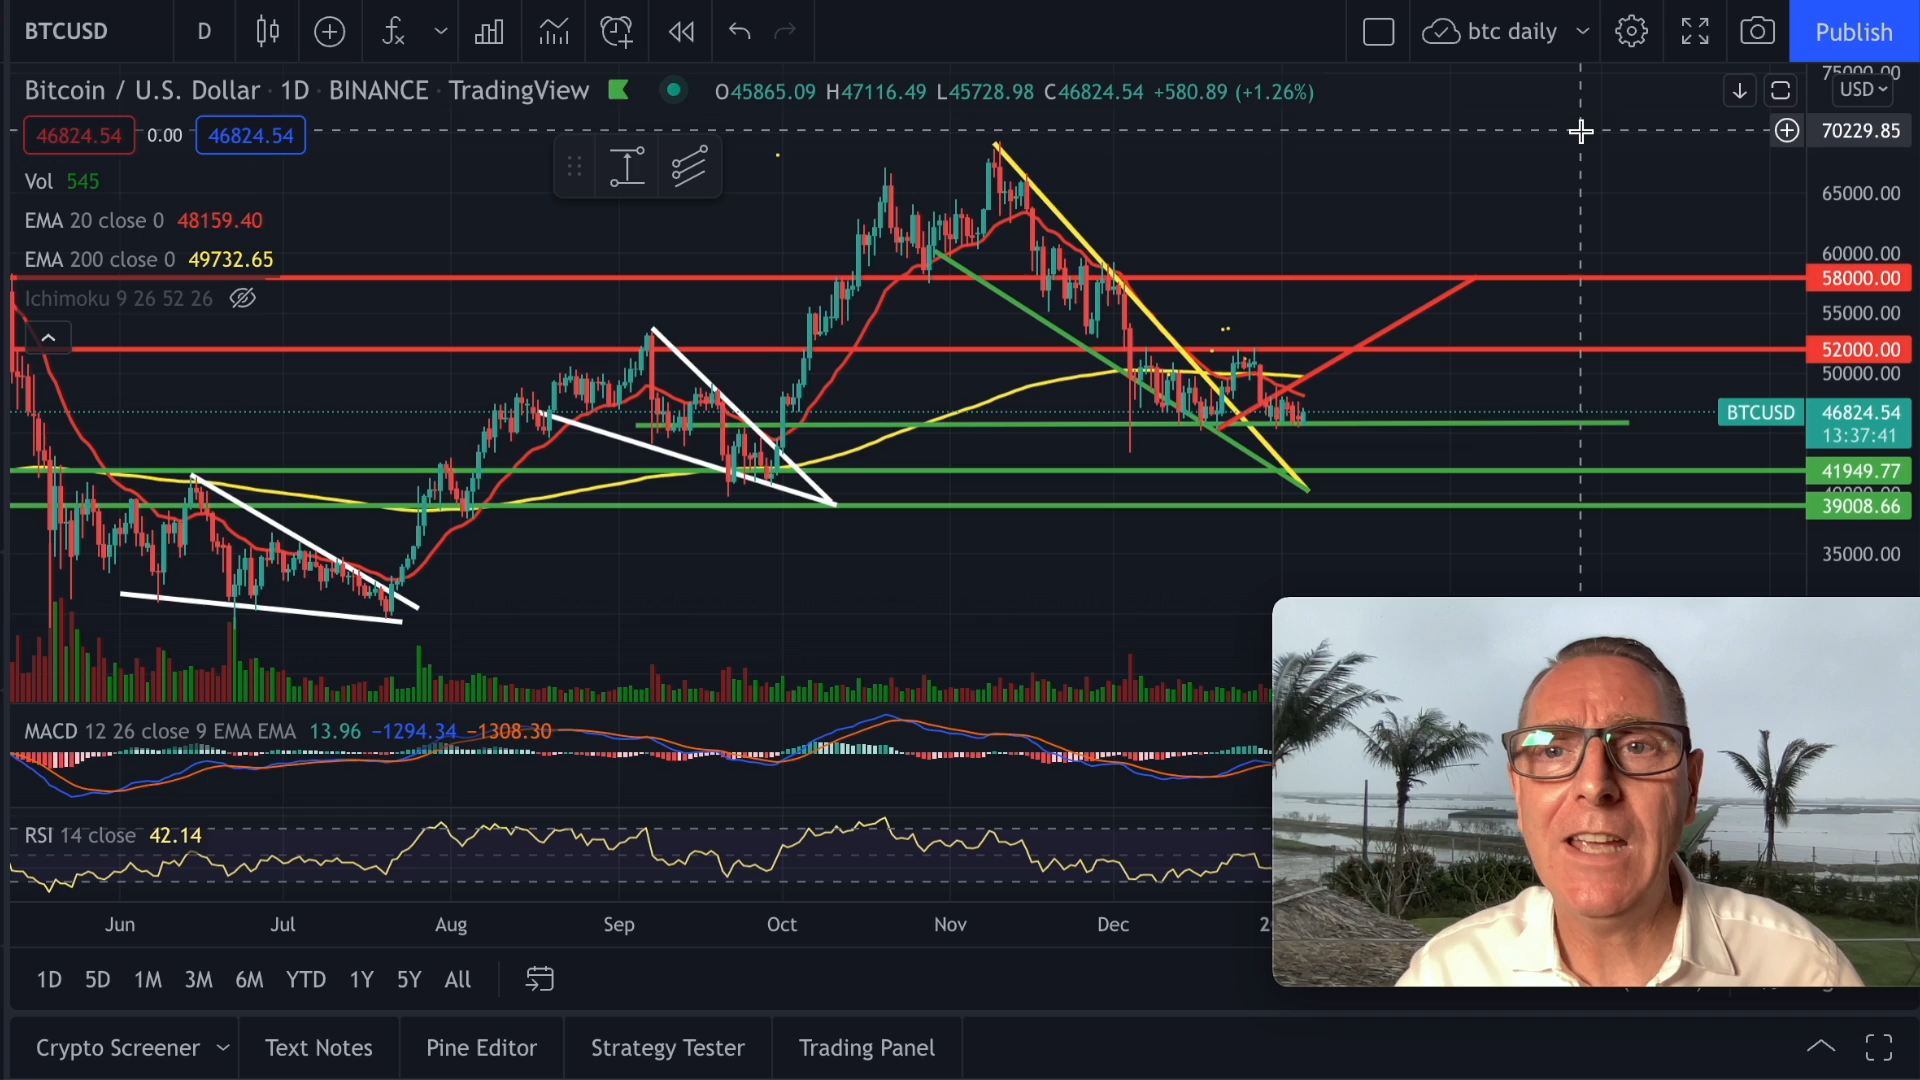 BTCUSD D btc daily Publish
Bitcoin / U.S. Dollar · 1D · BINANCE · TradingView O45865.09 H47116.49 L45728.98 C46824.54 +580.89 (+1.26%)
75000.00
USD
46824.54 0.00 46824.54
70229.85
Vol 545
65000.00
EMA 20 close 0 48159.40
EMA 200 close 0 49732.65
60000.00
58000.00
Ichimoku 9 26 52 26
55000.00
52000.00
50000.00
BTCUSD 46824.54
13:37:41
41949.77
39008.66
35000.00
MACD 12 26 close 9 EMA EMA 13.96 −1294.34 −1308.30
RSI 14 close 42.14
Jun Jul Aug Sep Oct Nov Dec
1D 5D 1M 3M 6M YTD 1Y 5Y All
Crypto Screener Text Notes Pine Editor Strategy Tester Trading Panel